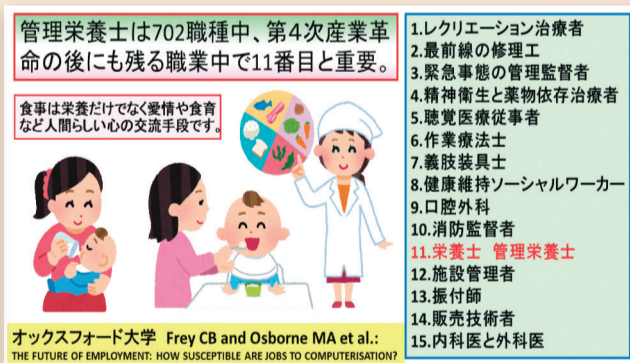 管理栄養士は702職種中、第４次産業革
命の後にも残る職業中で11番目と重要。
食事は栄養だけでなく愛情や食育
など人間らしい心の交流手段です。
オックスフォード大学 Frey CB and Osborne MA et al.:
THE FUTURE OF EMPLOYMENT: HOW SUSCEPTIBLE ARE JOBS TO COMPUTERISATION?
1.レクリエーション治療者
2.最前線の修理工
3.緊急事態の管理監督者
4.精神衛生と薬物依存治療者
5.聴覚医療従事者
6.作業療法士
7.義肢装具士
8.健康維持ソーシャルワーカー
9.口腔外科
10.消防監督者
11.栄養士 管理栄養士
12.施設管理者
13.振付師
14.販売技術者
15.内科医と外科医